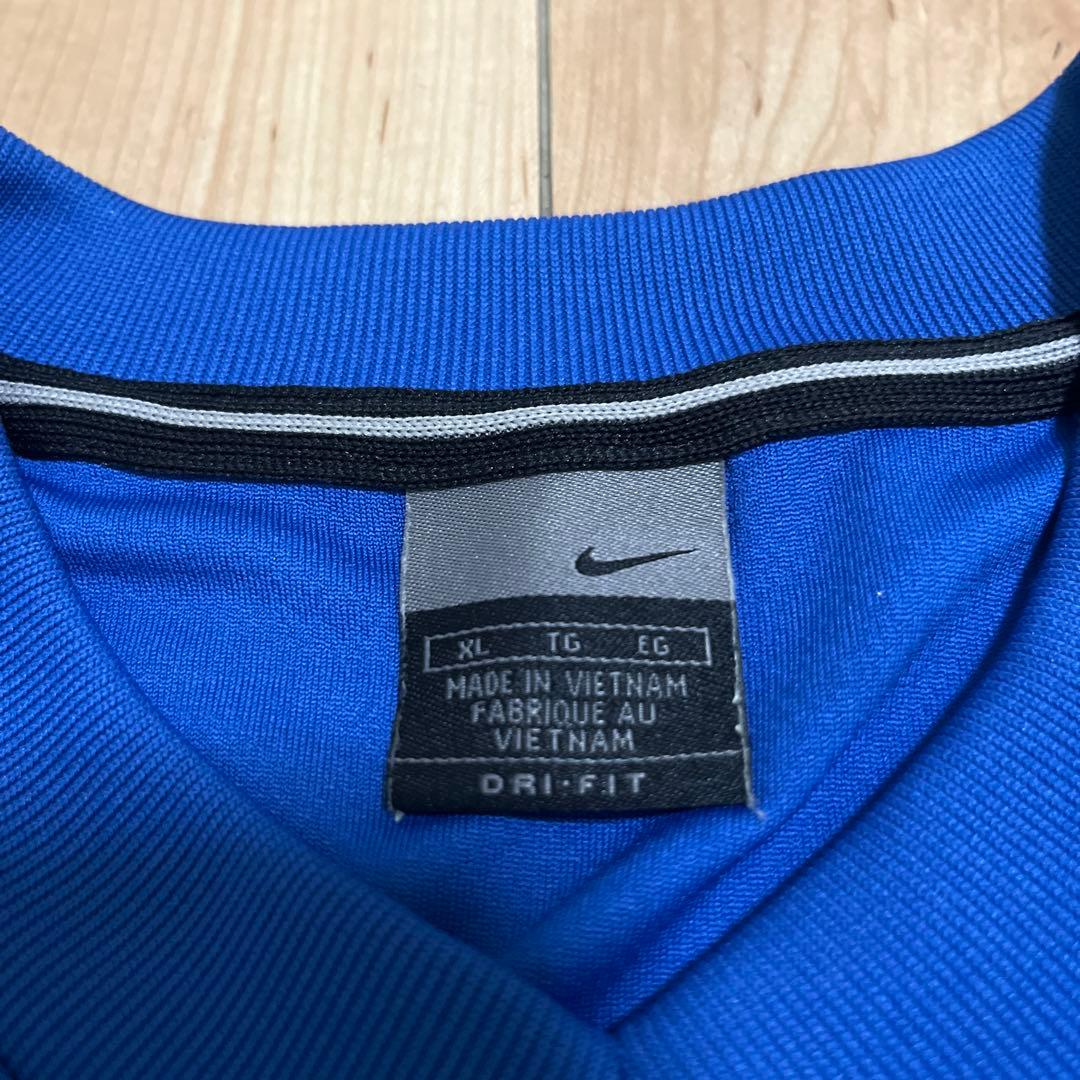 XL TG EG
MADE IN VIETNAM
FABRIQUE AU
VIETNAM
DRI·FIT